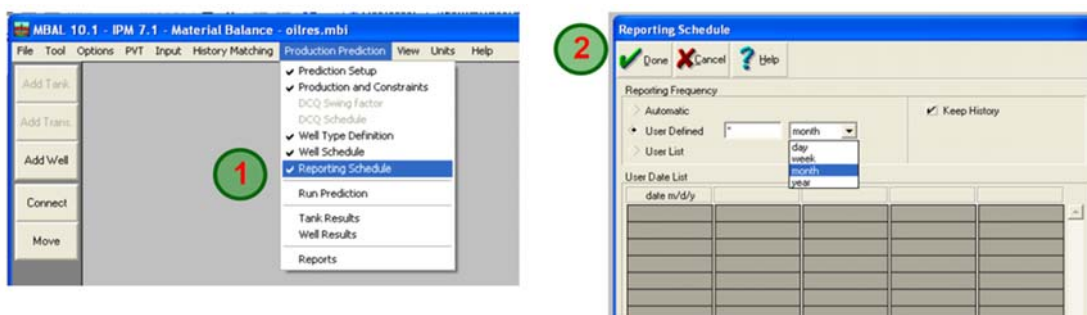 MBAL 10.1 - IPM 7.1 - Material Balance - oilres.mbi
File Tool Options PVT Input History Matching Production Prediction View Units Help
Add Tank
Add Trans.
Add Well
Connect
Move
Prediction Setup
Production and Constraints
DCQ Swing factor
DCQ Schedule
Well Type Definition
Well Schedule
1
Reporting Schedule
Run Prediction
Tank Results
Well Results
Reports
2
Reporting Schedule
Done Cancel Help
Reporting Frequency
Automatic
Keep History
User Defined * month
User List
day
week
month
year
User Date List
date m/d/y